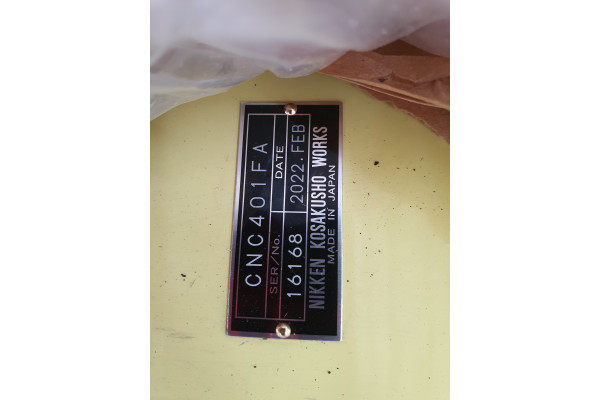 CNC401FA
SER/No. DATE
16168 2022.FEB
NIKKEN KOSAKUSHO WORKS
MADE IN JAPAN